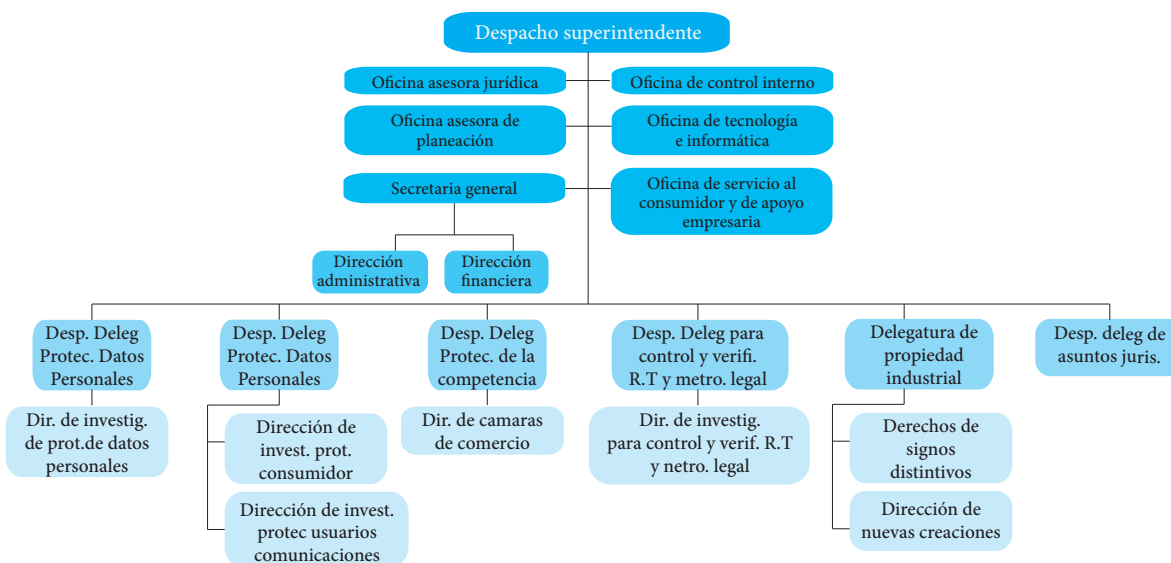 Despacho superintendente
Oficina asesora jurídica
Oficina de control interno
Oficina asesora de
planeación
Oficina de tecnología
e informática
Secretaria general
Oficina de servicio al
consumidor y de apoyo
empresaria
Dirección
administrativa
Dirección
financiera
Desp. Deleg
Protec. Datos
Personales
Desp. Deleg
Protec. Datos
Personales
Desp. Deleg
Protec. de la
competencia
Desp. Deleg para
control y verifi.
R.T y metro. legal
Delegatura de
propiedad
industrial
Desp. deleg de
asuntos juris.
Dir. de investig.
de prot.de datos
personales
Dirección de
invest. prot.
consumidor
Dirección de invest.
protec usuarios
comunicaciones
Dir. de camaras
de comercio
Dir. de investig.
para control y verif. R.T
y netro. legal
Derechos de
signos
distintivos
Dirección de
nuevas creaciones